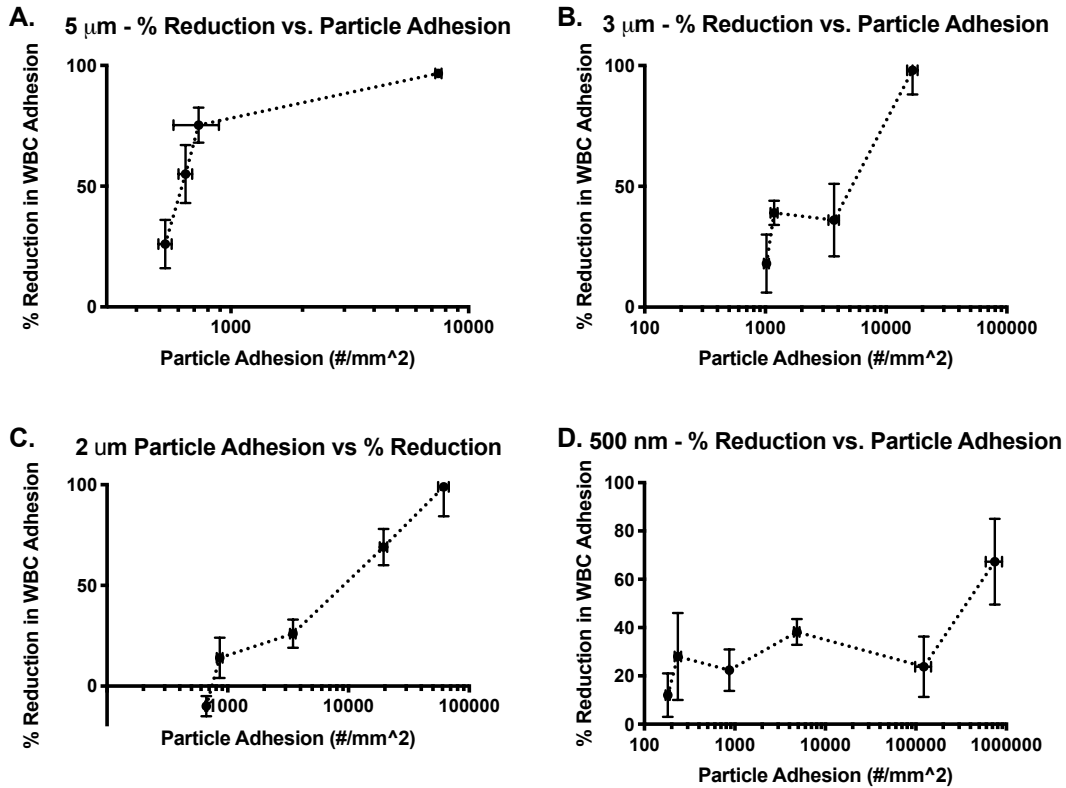 A.
5 μm - % Reduction vs. Particle Adhesion
% Reduction in WBC Adhesion
100
50
0
1000
10000
Particle Adhesion (#/mm^2)
B.
3 μm - % Reduction vs. Particle Adhesion
% Reduction in WBC Adhesion
100
50
0
100
1000
10000
100000
Particle Adhesion (#/mm^2)
C.
2 um Particle Adhesion vs % Reduction
% Reduction in WBC Adhesion
100
50
0
1000
10000
100000
Particle Adhesion (#/mm^2)
D.
500 nm - % Reduction vs. Particle Adhesion
% Reduction in WBC Adhesion
100
80
60
40
20
0
100
1000
10000
100000
1000000
Particle Adhesion (#/mm^2)